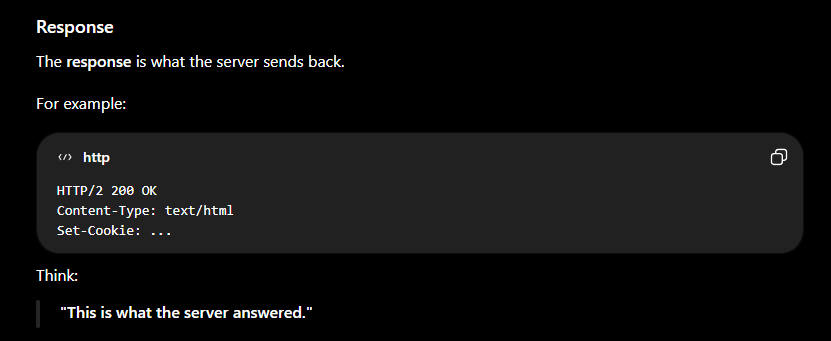 Response
The response is what the server sends back.
For example:
http
HTTP/2 200 OK
Content-Type: text/html
Set-Cookie: ...
Think:
"This is what the server answered."